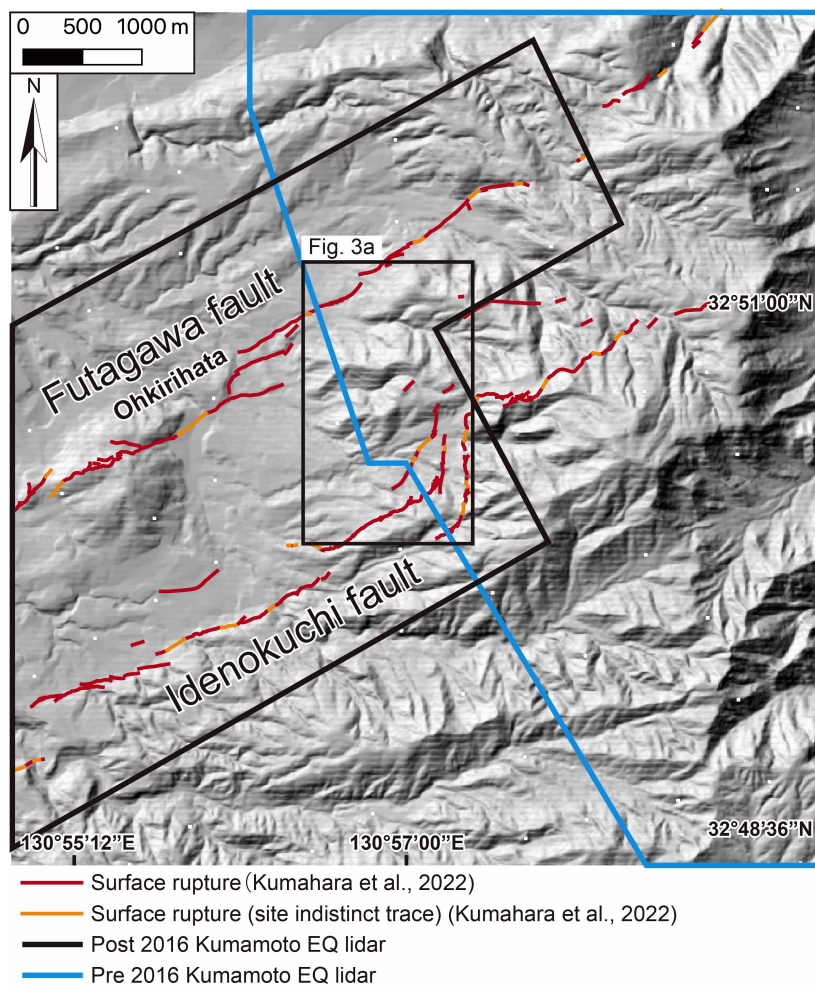 0 500 1000 m
N
Fig. 3a
32˚51’00”N
Futagawa fault
Ohkirihata
Idenokuchi fault
32˚48’36”N
130˚55’12”E
130˚57’00”E
Surface rupture（Kumahara et al., 2022)
Surface rupture (site indistinct trace) (Kumahara et al., 2022)
Post 2016 Kumamoto EQ lidar
Pre 2016 Kumamoto EQ lidar